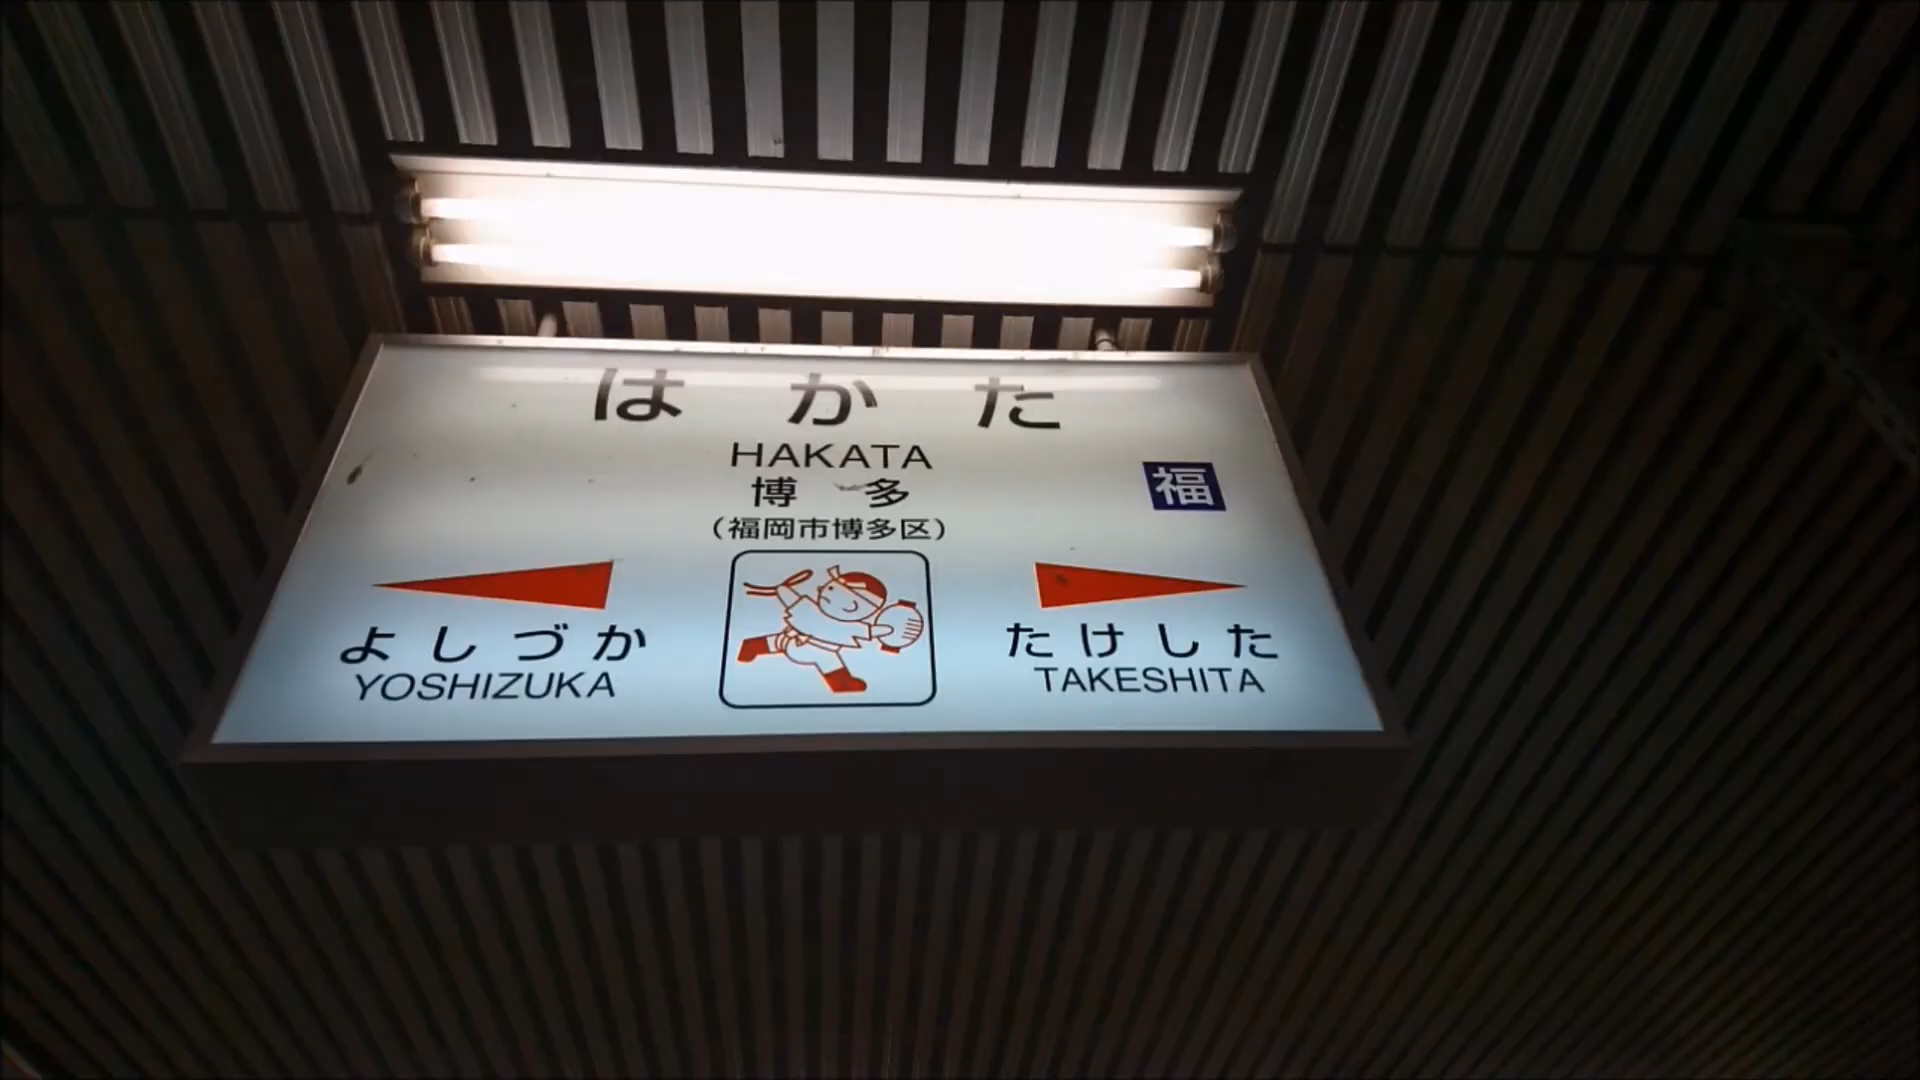 は か た
HAKATA
博 多
福
（福岡市博多区）
よしづか
YOSHIZUKA
たけした
TAKESHITA